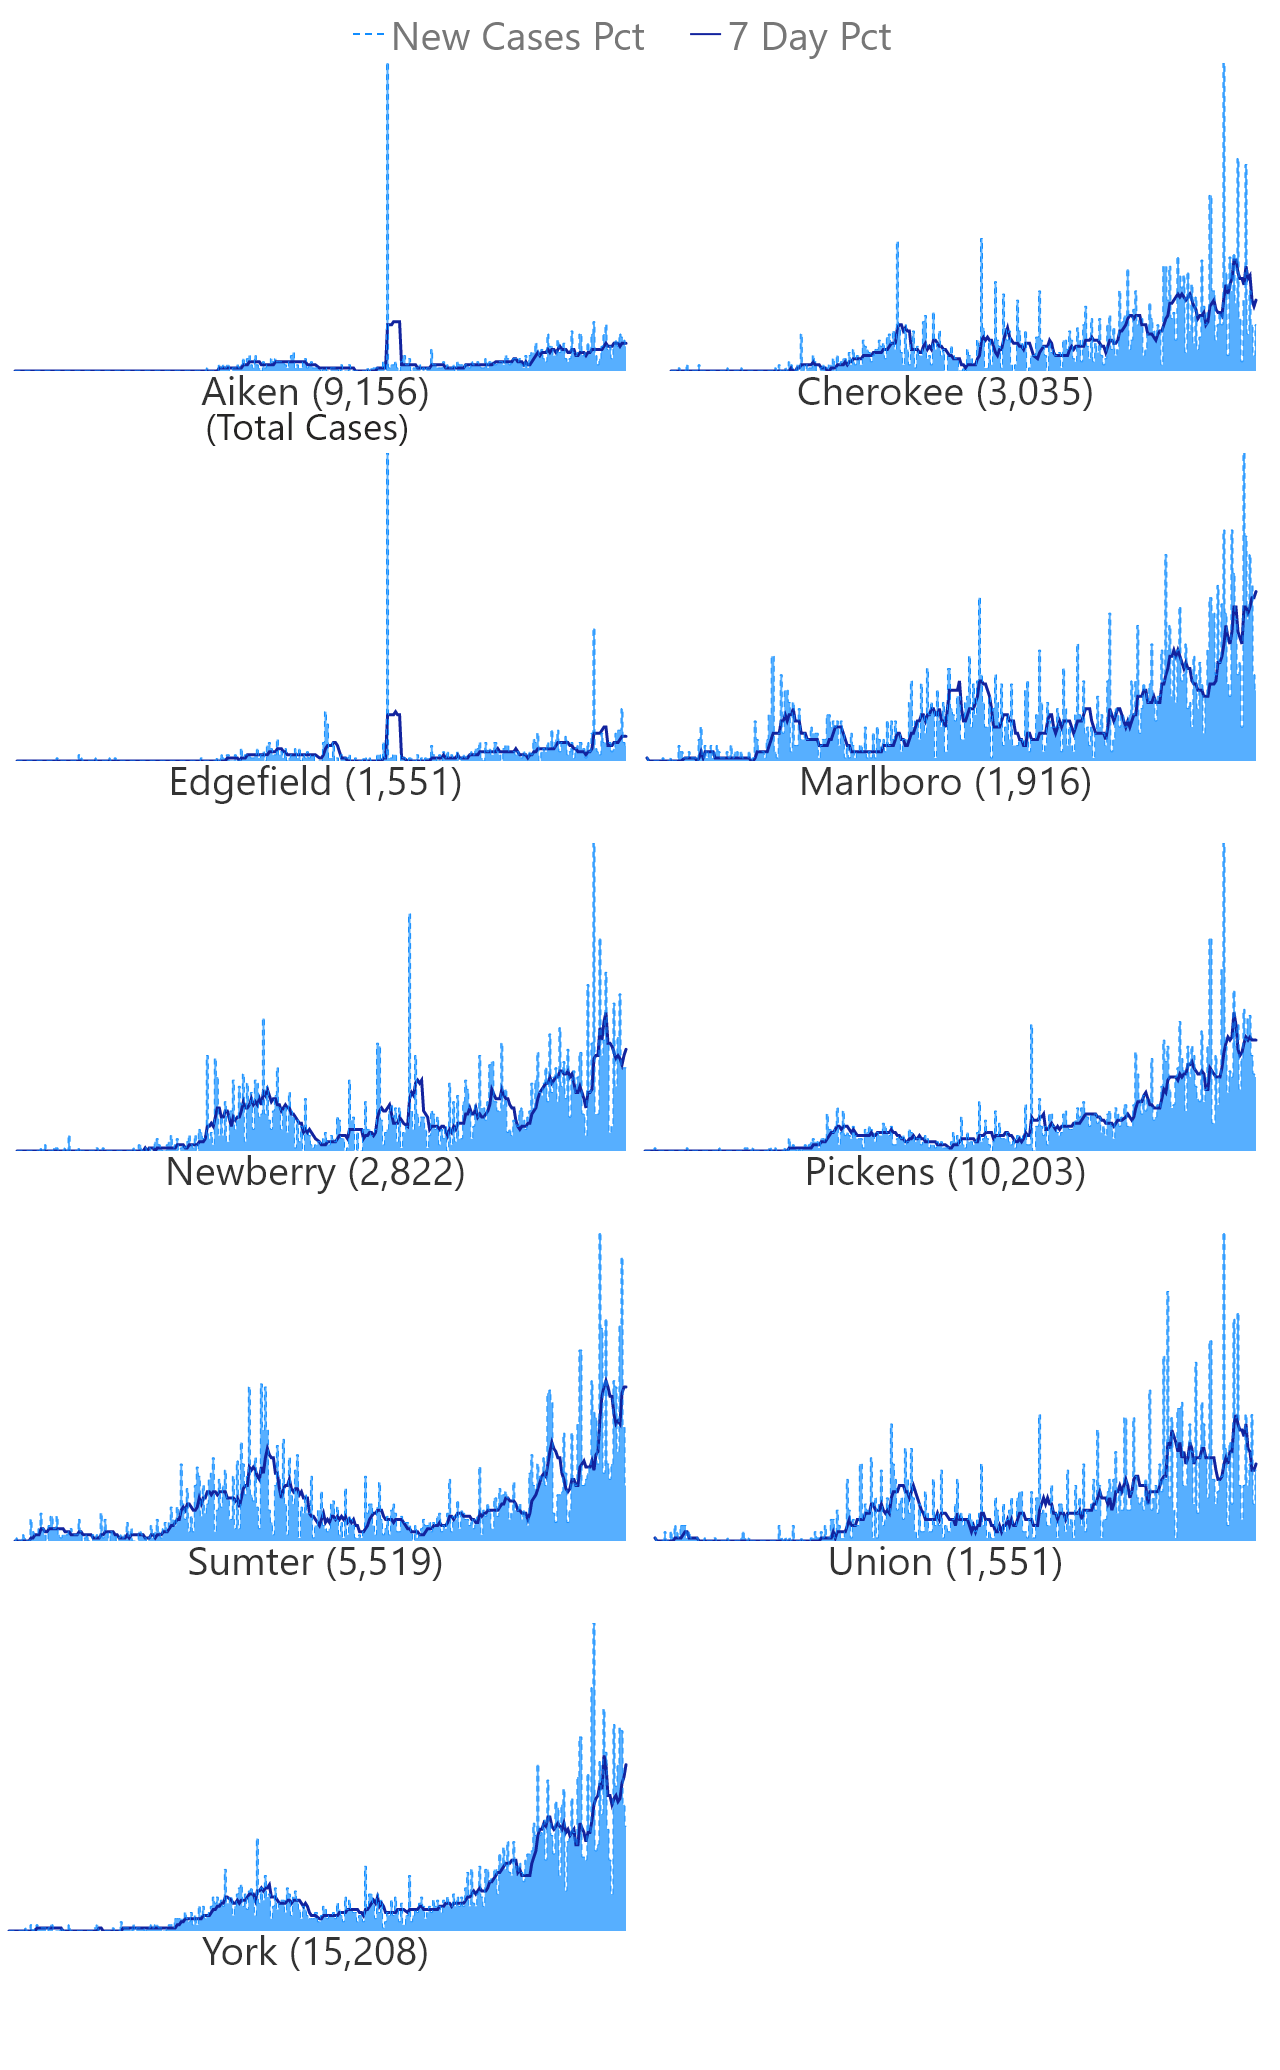 New Cases Pct 7 Day Pct
Aiken (9,156) Cherokee (3,035)
(Total Cases)
Edgefield (1,551) Marlboro (1,916)
Newberry (2,822) Pickens (10,203)
Sumter (5,519) Union (1,551)
York (15,208)